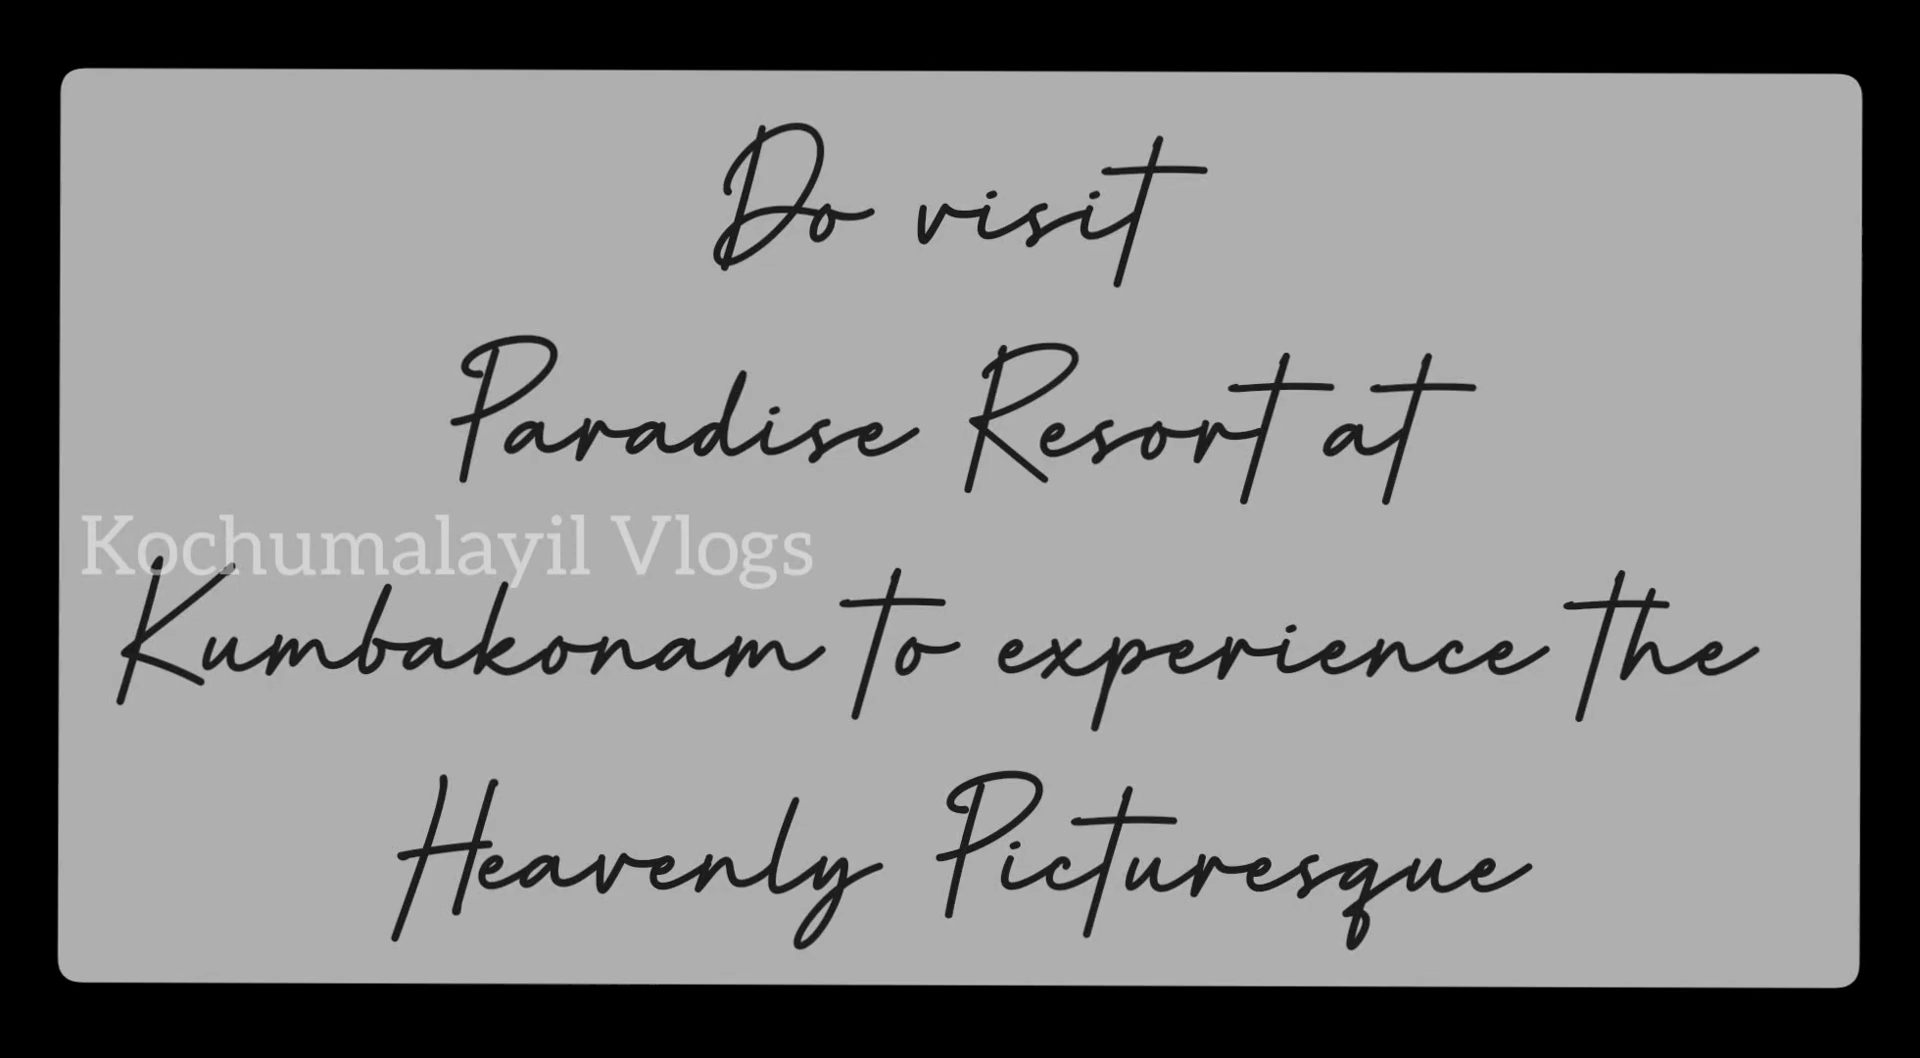 Do visit
Paradise Resort at
Kochumalayil Vlogs
Kumbakonam to experience the
Heavenly Picturesque